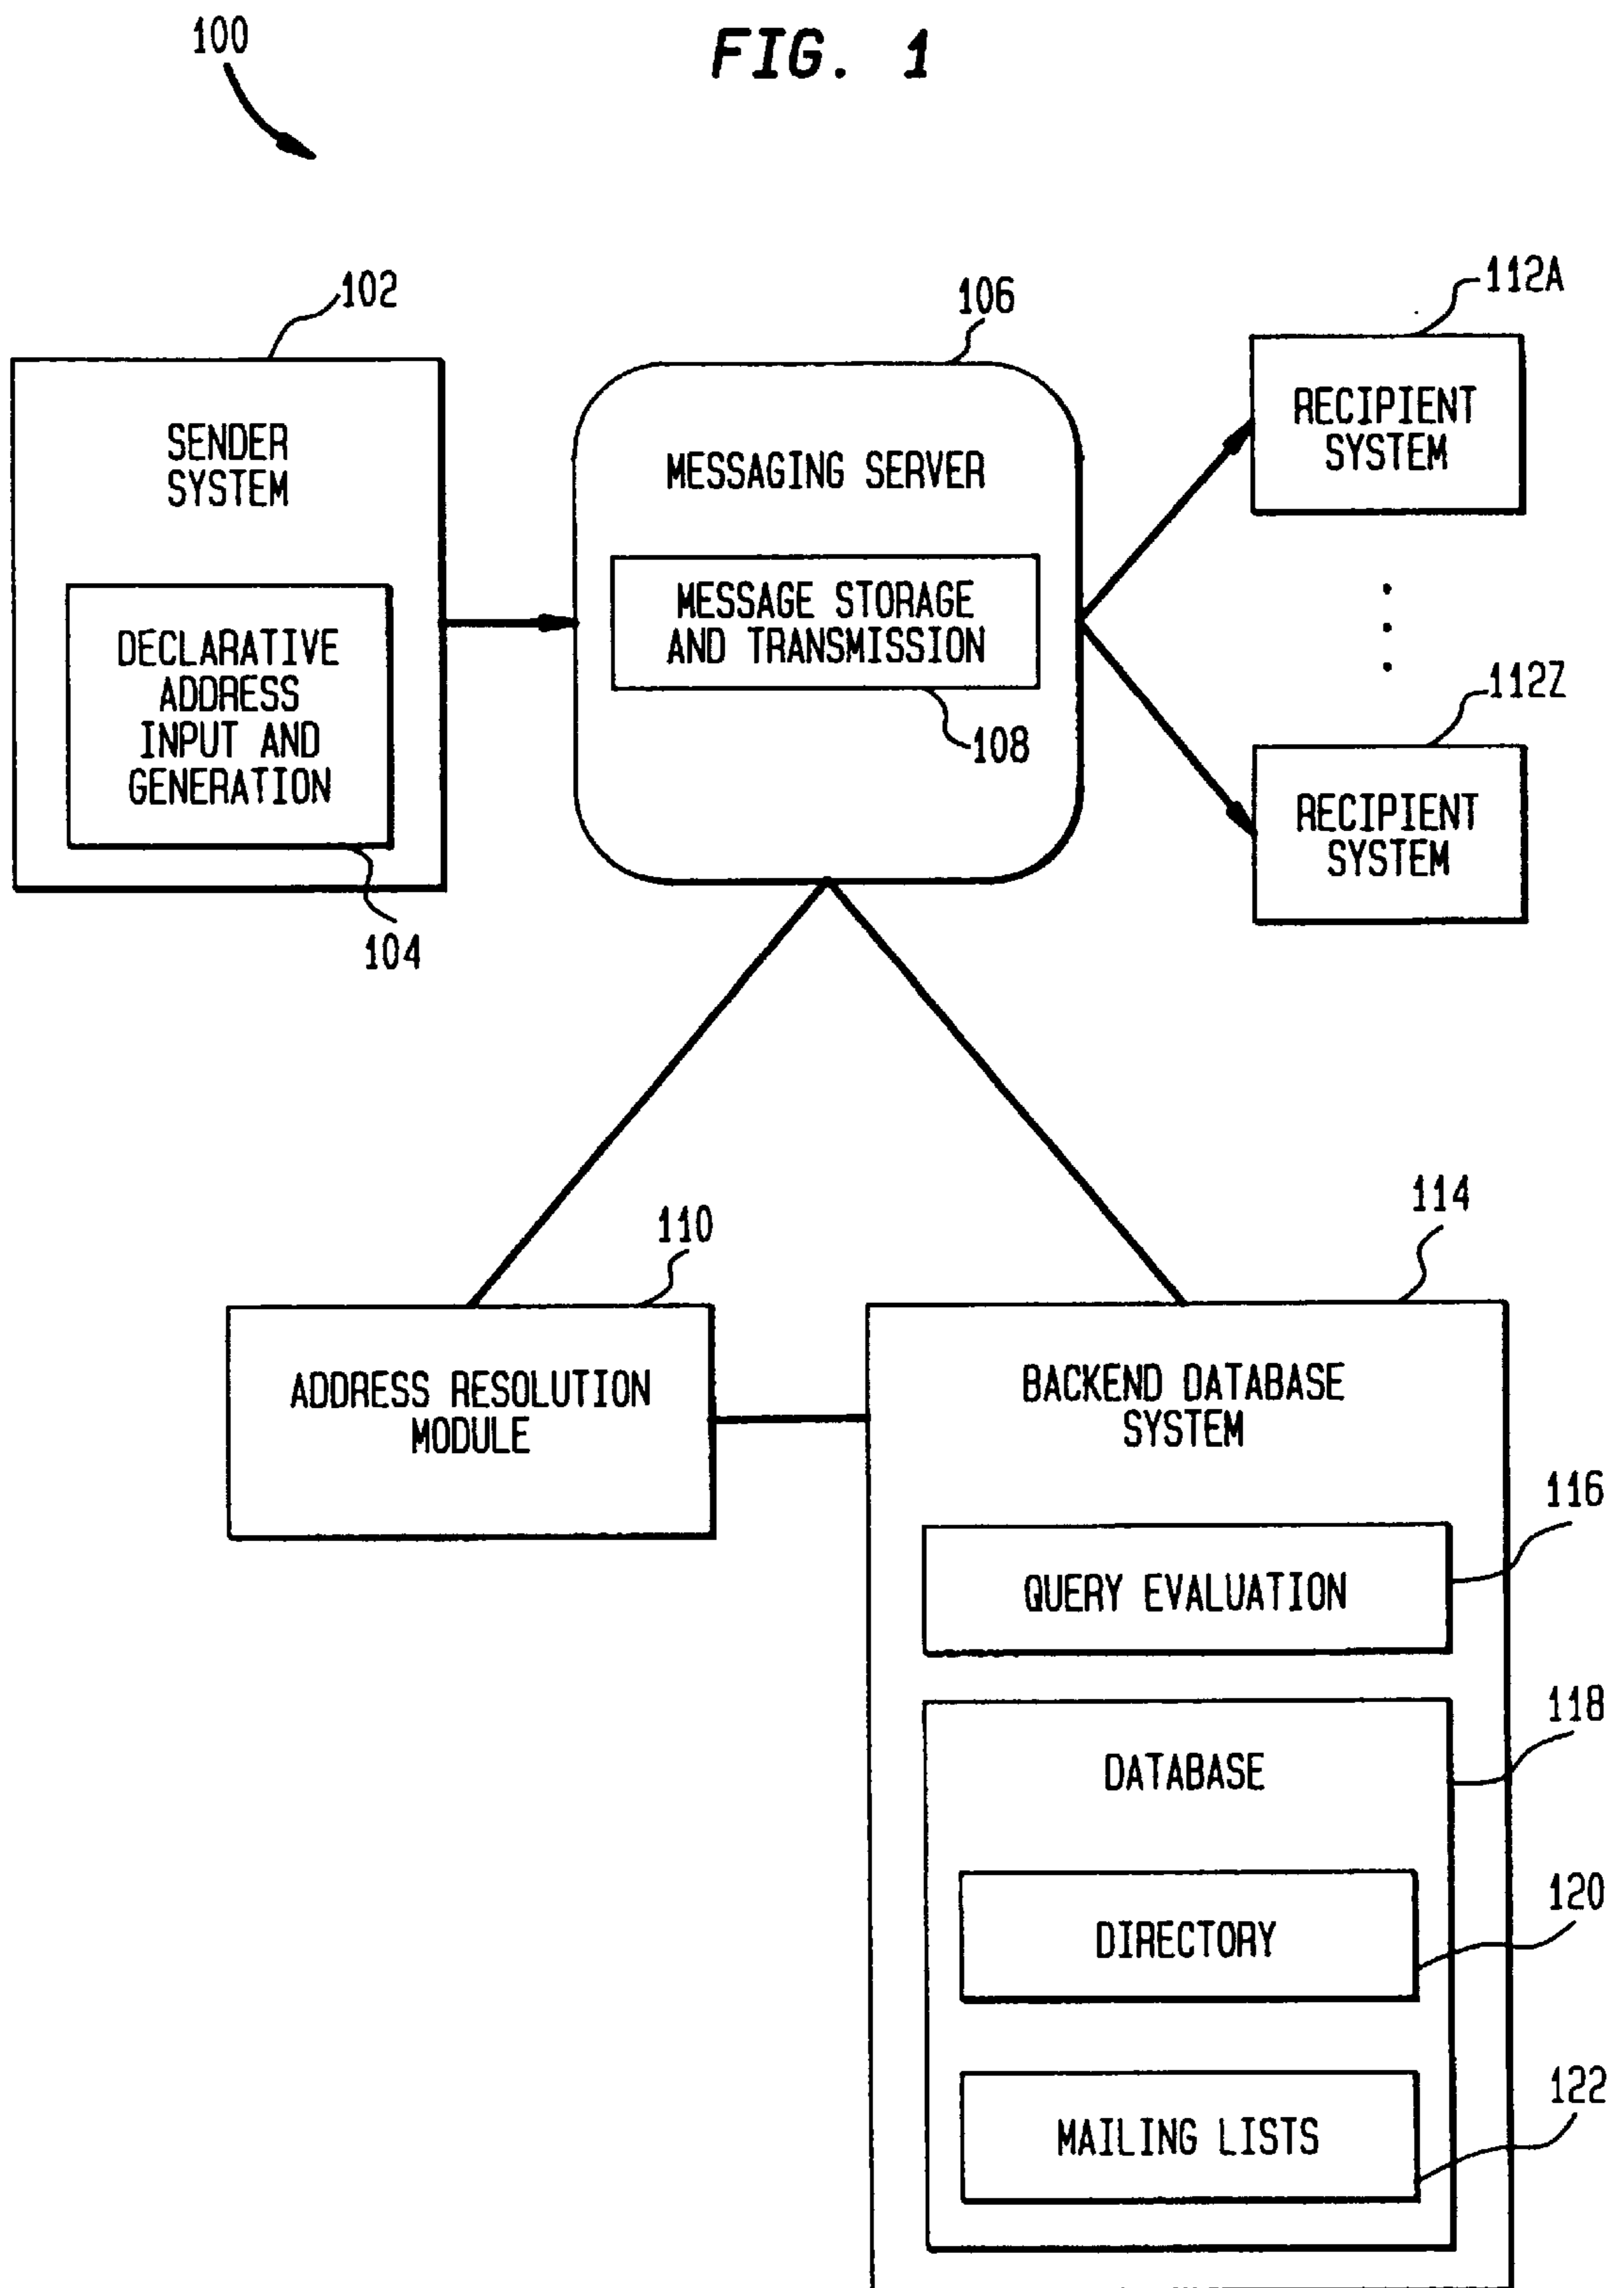 100
FIG. 1
102
106
112A
SENDER
SYSTEM
MESSAGING SERVER
RECIPIENT
SYSTEM
DECLARATIVE
ADDRESS
INPUT AND
GENERATION
MESSAGE STORAGE
AND TRANSMISSION
108
112Z
RECIPIENT
SYSTEM
104
110
114
ADDRESS RESOLUTION
MODULE
BACKEND DATABASE
SYSTEM
116
QUERY EVALUATION
118
DATABASE
120
DIRECTORY
122
MAILING LISTS